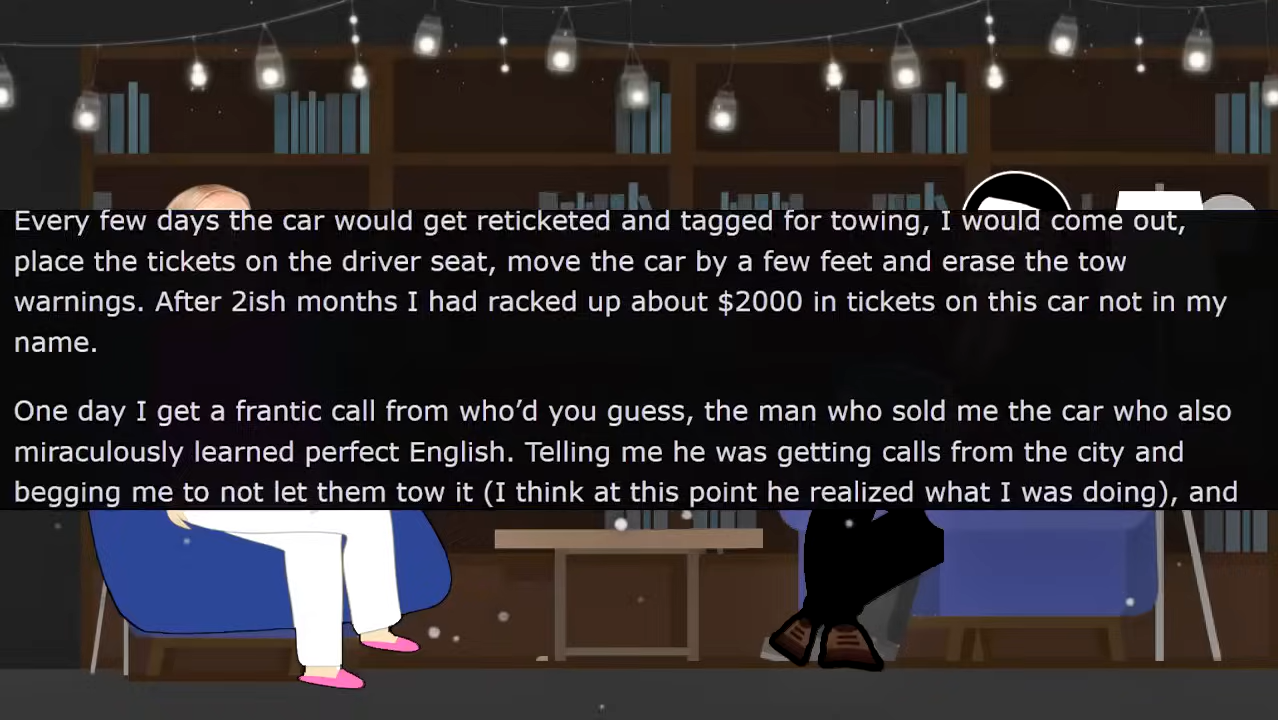 Every few days the car would get reticketed and tagged for towing, I would come out,
place the tickets on the driver seat, move the car by a few feet and erase the tow
warnings. After 2ish months I had racked up about $2000 in tickets on this car not in my
name.
One day I get a frantic call from who’d you guess, the man who sold me the car who also
miraculously learned perfect English. Telling me he was getting calls from the city and
begging me to not let them tow it (I think at this point he realized what I was doing), and